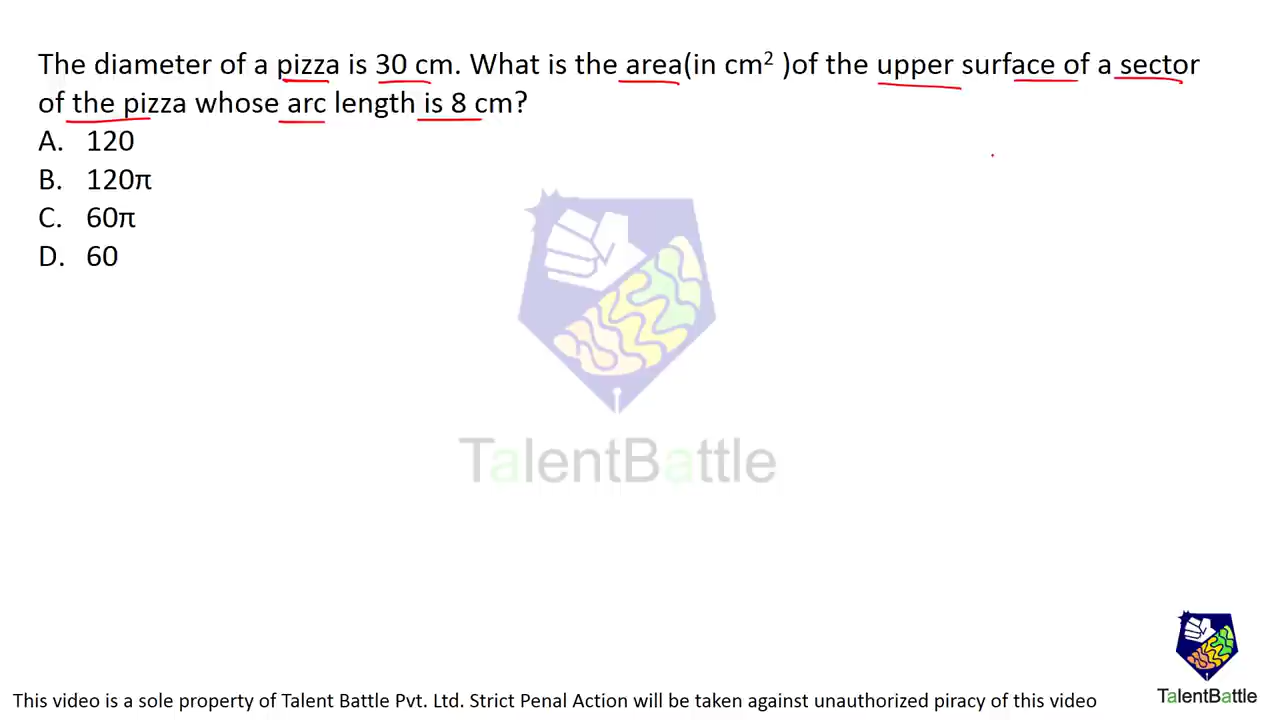 The diameter of a pizza is 30 cm. What is the area(in cm² )of the upper surface of a sector
of the pizza whose arc length is 8 cm?
A. 120
B. 120π
C. 60π
D. 60
TalentBattle
TalentBattle
This video is a sole property of Talent Battle Pvt. Ltd. Strict Penal Action will be taken against unauthorized piracy of this video